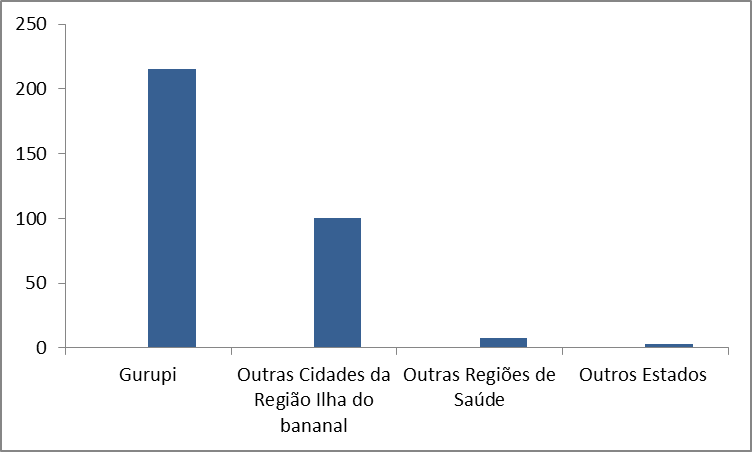 250
200
150
100
50
0
Gurupi
Outras Cidades da
Região Ilha do
bananal
Outras Regiões de
Saúde
Outros Estados